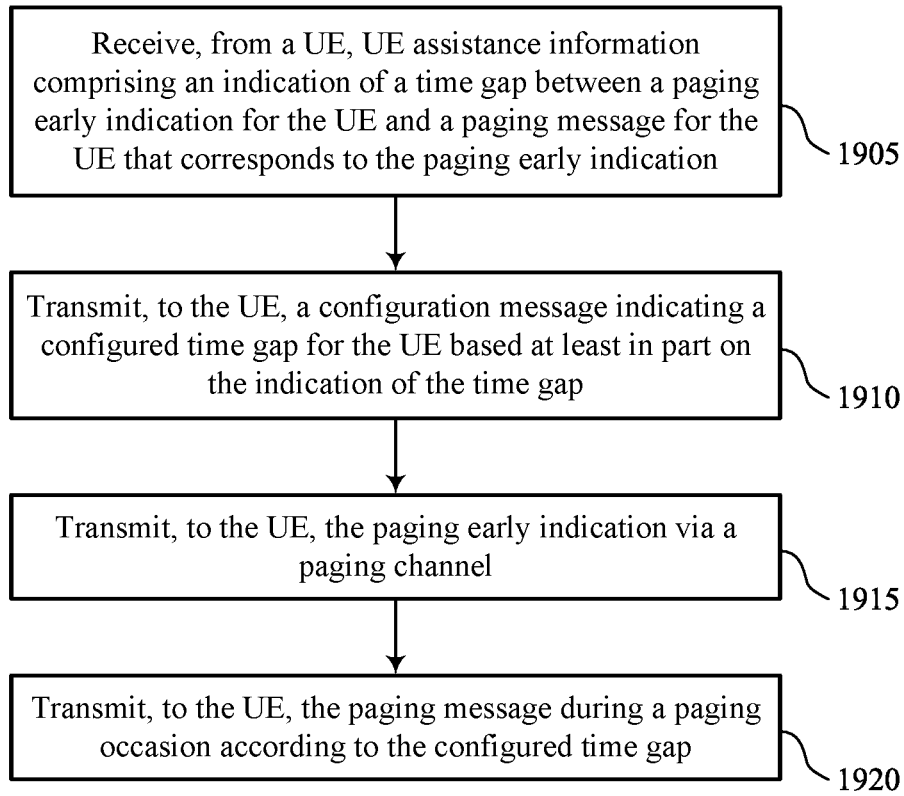 Receive, from a UE, UE assistance information
comprising an indication of a time gap between a paging
early indication for the UE and a paging message for the
UE that corresponds to the paging early indication
1905
Transmit, to the UE, a configuration message indicating a
configured time gap for the UE based at least in part on
the indication of the time gap
1910
Transmit, to the UE, the paging early indication via a
paging channel
1915
Transmit, to the UE, the paging message during a paging
occasion according to the configured time gap
1920